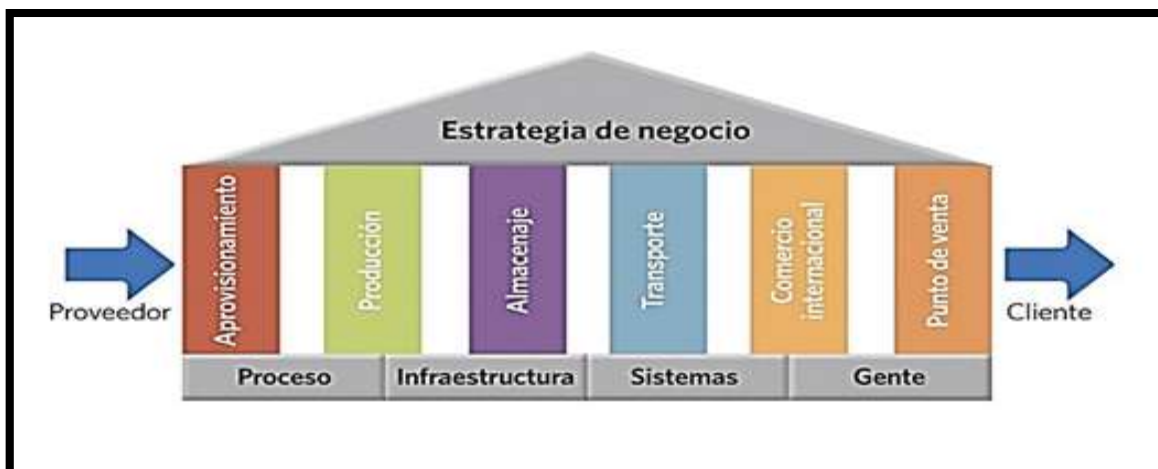 Estrategia de negocio
Proveedor
Aprovisionamiento
Producción
Almacenaje
Transporte
Comercio
internacional
Punto de venta
Cliente
Proceso
Infraestructura
Sistemas
Gente